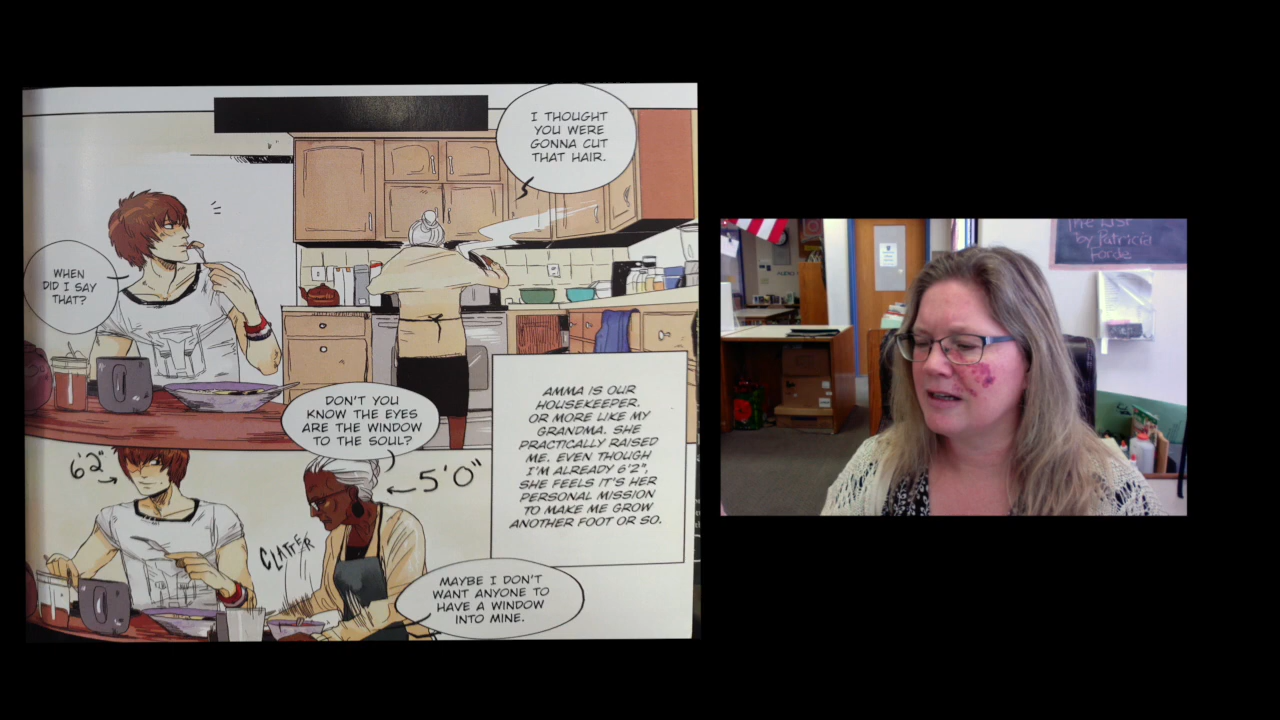 I THOUGHT
YOU WERE
GONNA CUT
THAT HAIR.
WHEN
DID I SAY
THAT?
DON'T YOU
KNOW THE EYES
ARE THE WINDOW
TO THE SOUL?
AMMA IS OUR
HOUSEKEEPER.
OR MORE LIKE MY
GRANDMA. SHE
PRACTICALLY RAISED
ME. EVEN THOUGH
I'M ALREADY 6'2",
SHE FEELS IT'S HER
PERSONAL MISSION
TO MAKE ME GROW
ANOTHER FOOT OR SO.
6'2"
5'0"
CLATTER
MAYBE I DON'T
WANT ANYONE TO
HAVE A WINDOW
INTO MINE.
The List
by Patricia
Forde